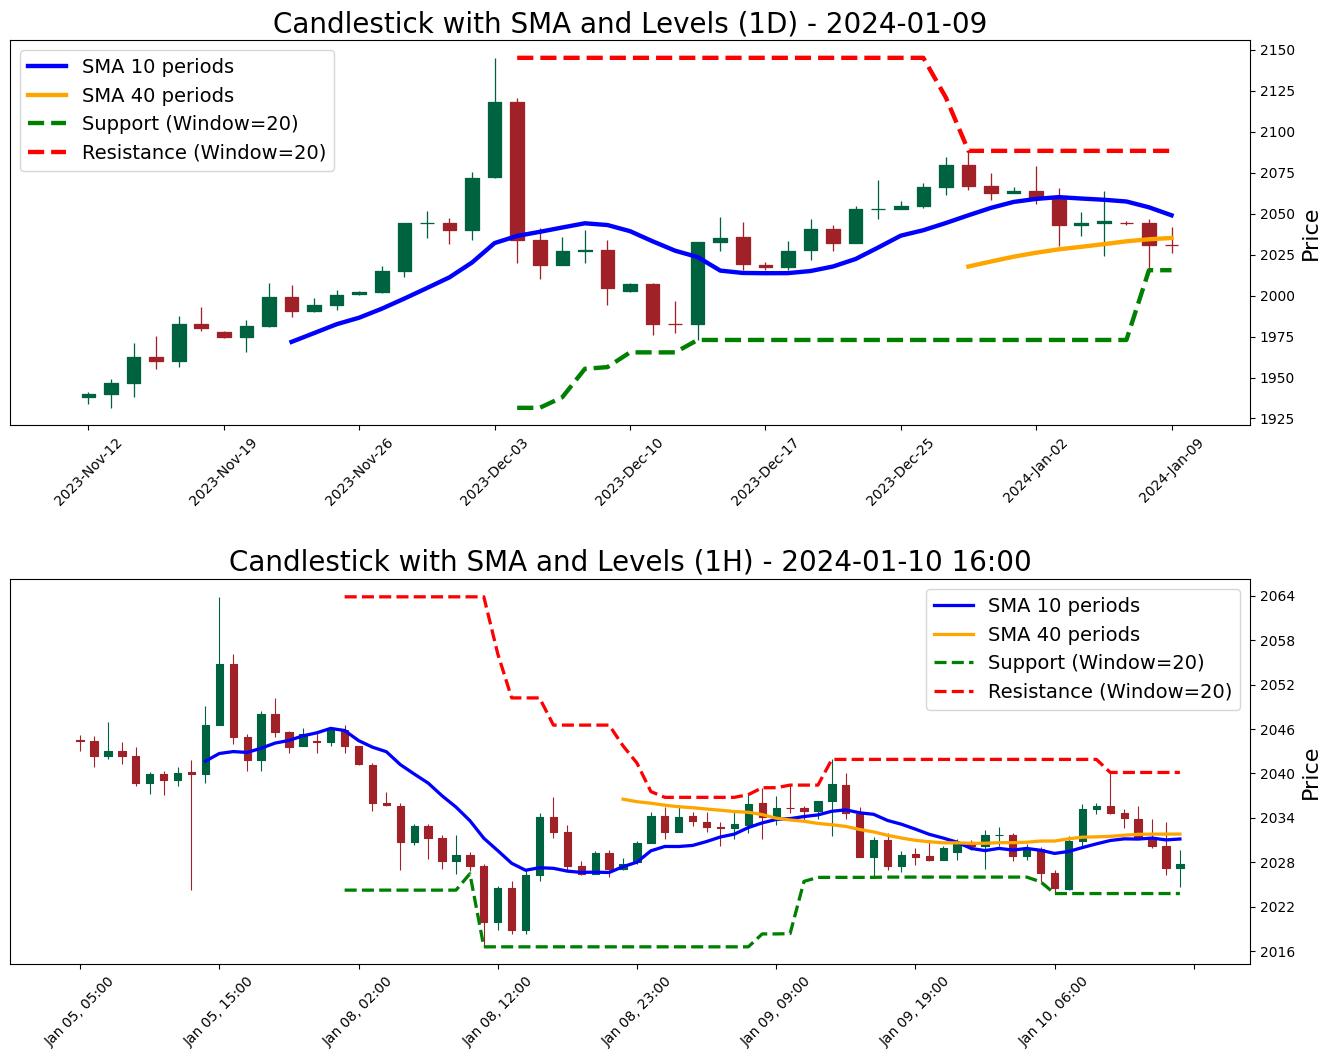 Candlestick with SMA and Levels (1D) - 2024-01-09
SMA 10 periods
SMA 40 periods
Support (Window=20)
Resistance (Window=20)
2150
2125
2100
2075
2050
2025
2000
1975
1950
1925
Price
2023-Nov-12
2023-Nov-19
2023-Nov-26
2023-Dec-03
2023-Dec-10
2023-Dec-17
2023-Dec-25
2024-Jan-02
2024-Jan-09
Candlestick with SMA and Levels (1H) - 2024-01-10 16:00
SMA 10 periods
SMA 40 periods
Support (Window=20)
Resistance (Window=20)
2064
2058
2052
2046
2040
2034
2028
2022
2016
Price
Jan 05, 05:00
Jan 05, 15:00
Jan 08, 02:00
Jan 08, 12:00
Jan 08, 23:00
Jan 09, 09:00
Jan 09, 19:00
Jan 10, 06:00